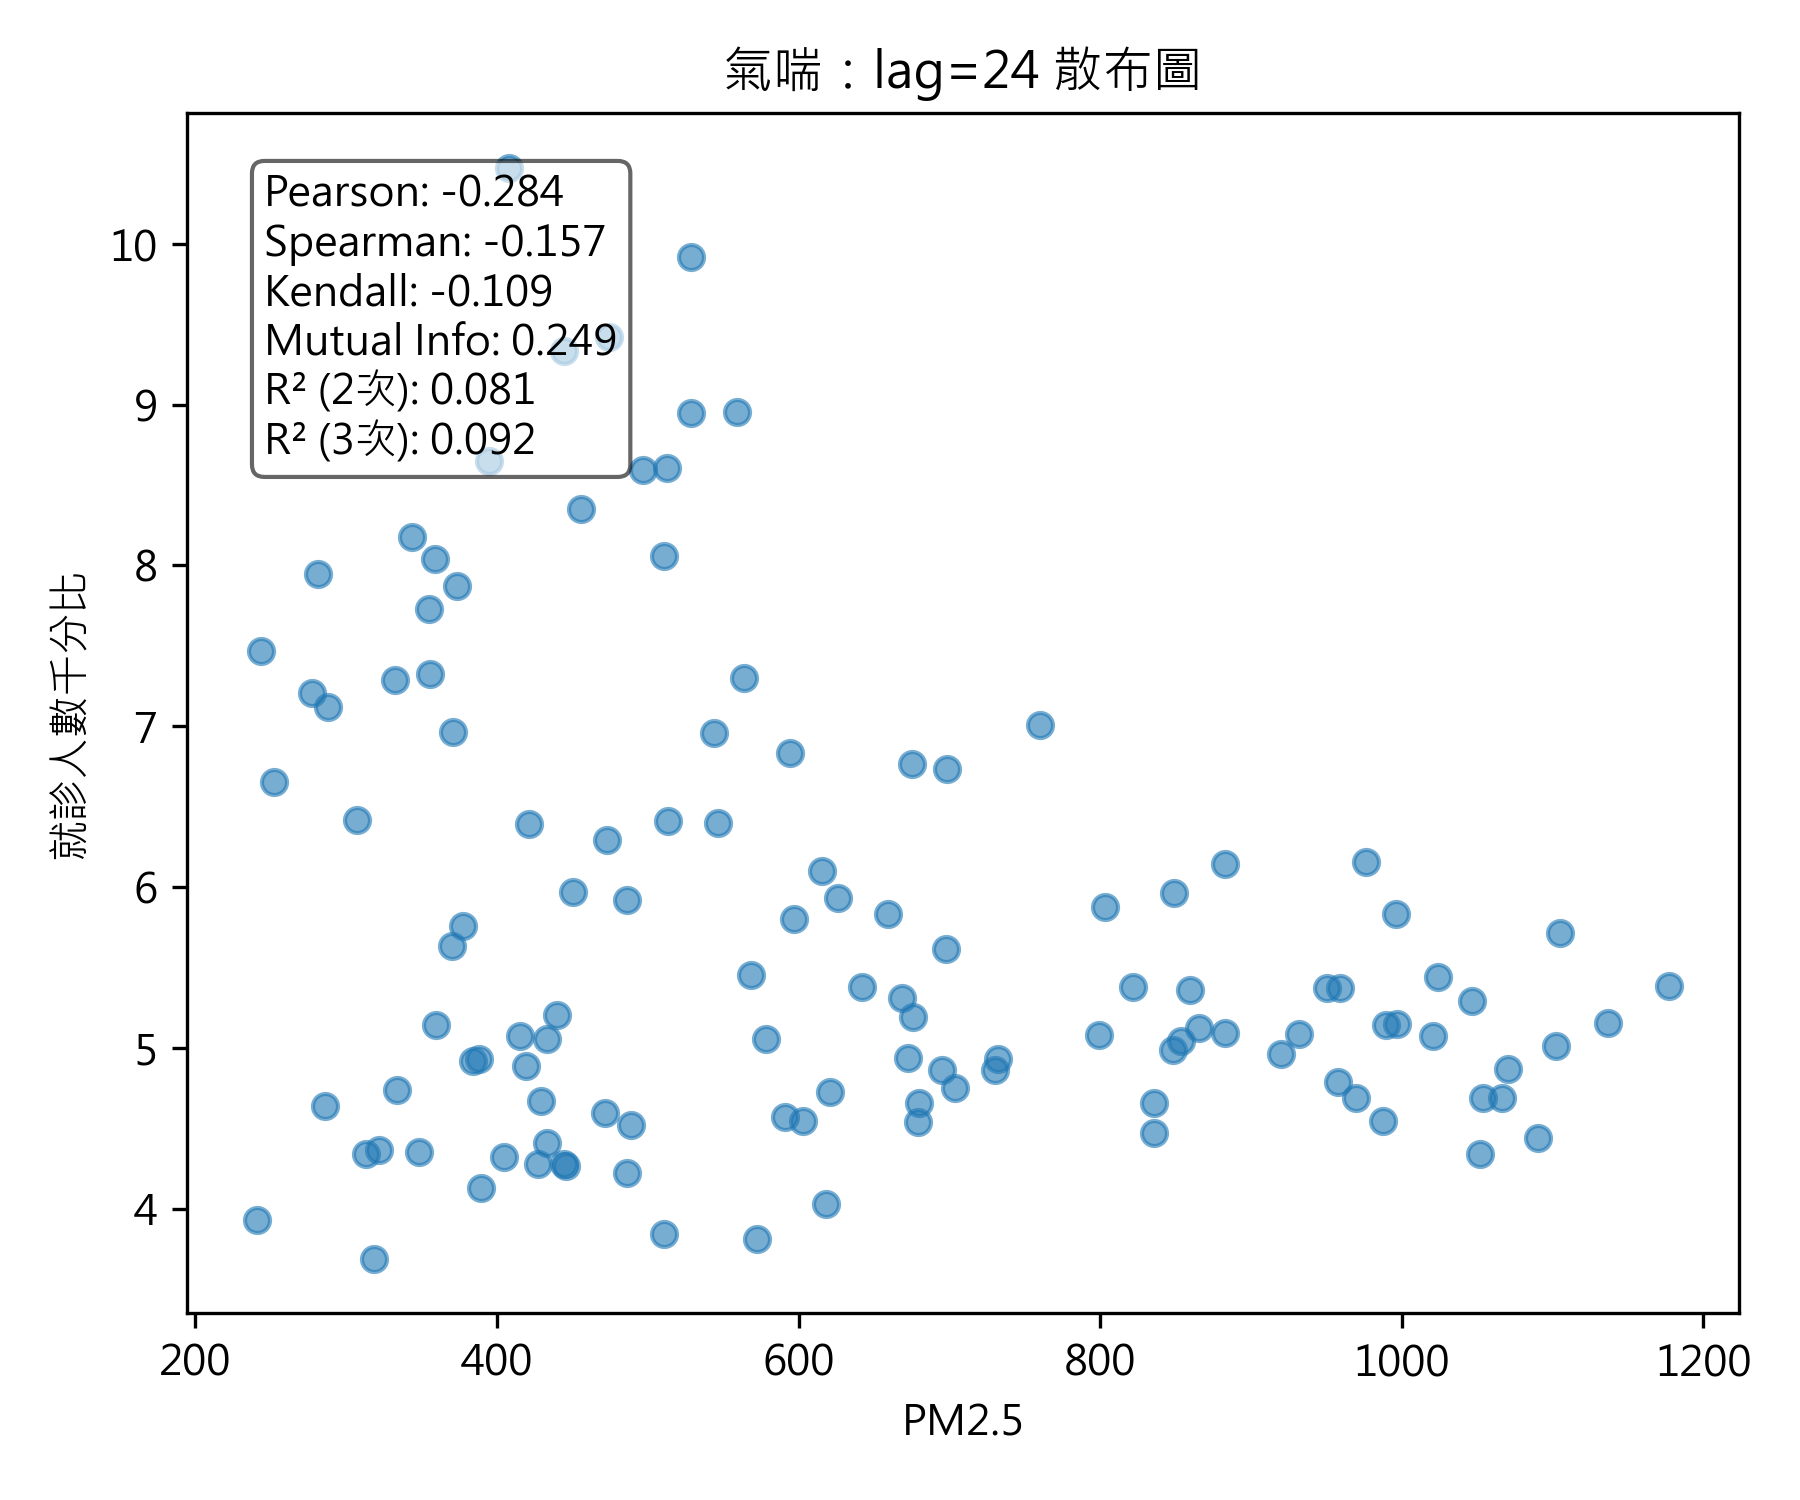 氣喘：lag=24 散布圖
Pearson: -0.284
Spearman: -0.157
Kendall: -0.109
Mutual Info: 0.249
R² (2次): 0.081
R² (3次): 0.092
就診人數千分比
10
9
8
7
6
5
4
200 400 600 800 1000 1200
PM2.5